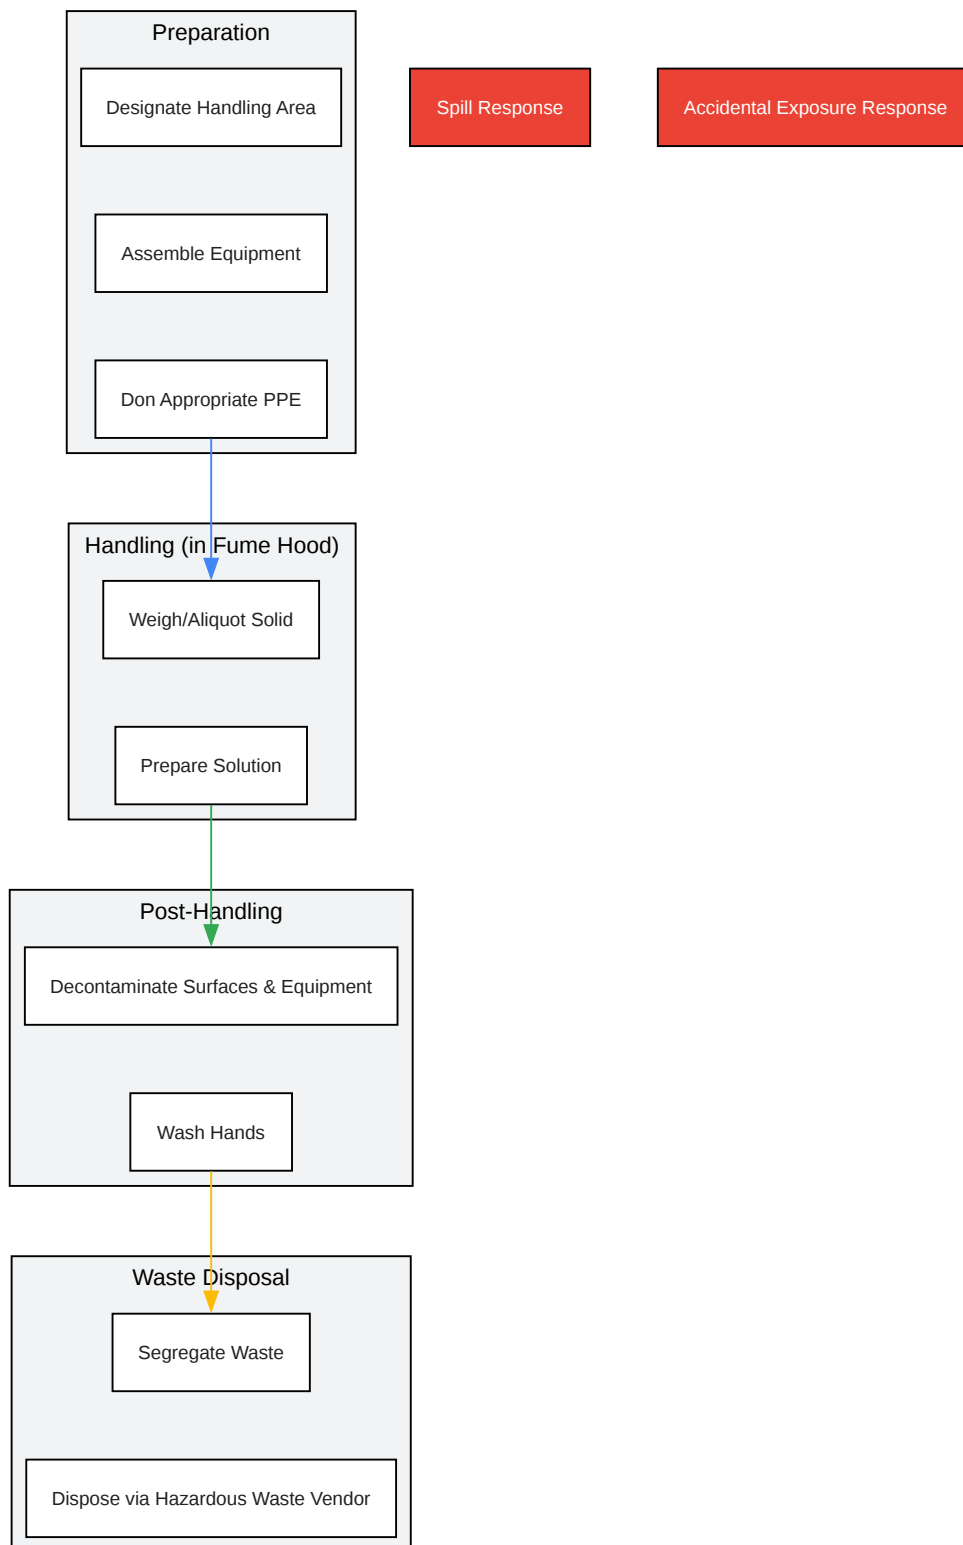 Preparation
Designate Handling Area
Spill Response
Accidental Exposure Response
Assemble Equipment
Don Appropriate PPE
Handling (in Fume Hood)
Weigh/Aliquot Solid
Prepare Solution
Post-Handling
Decontaminate Surfaces & Equipment
Wash Hands
Waste Disposal
Segregate Waste
Dispose via Hazardous Waste Vendor